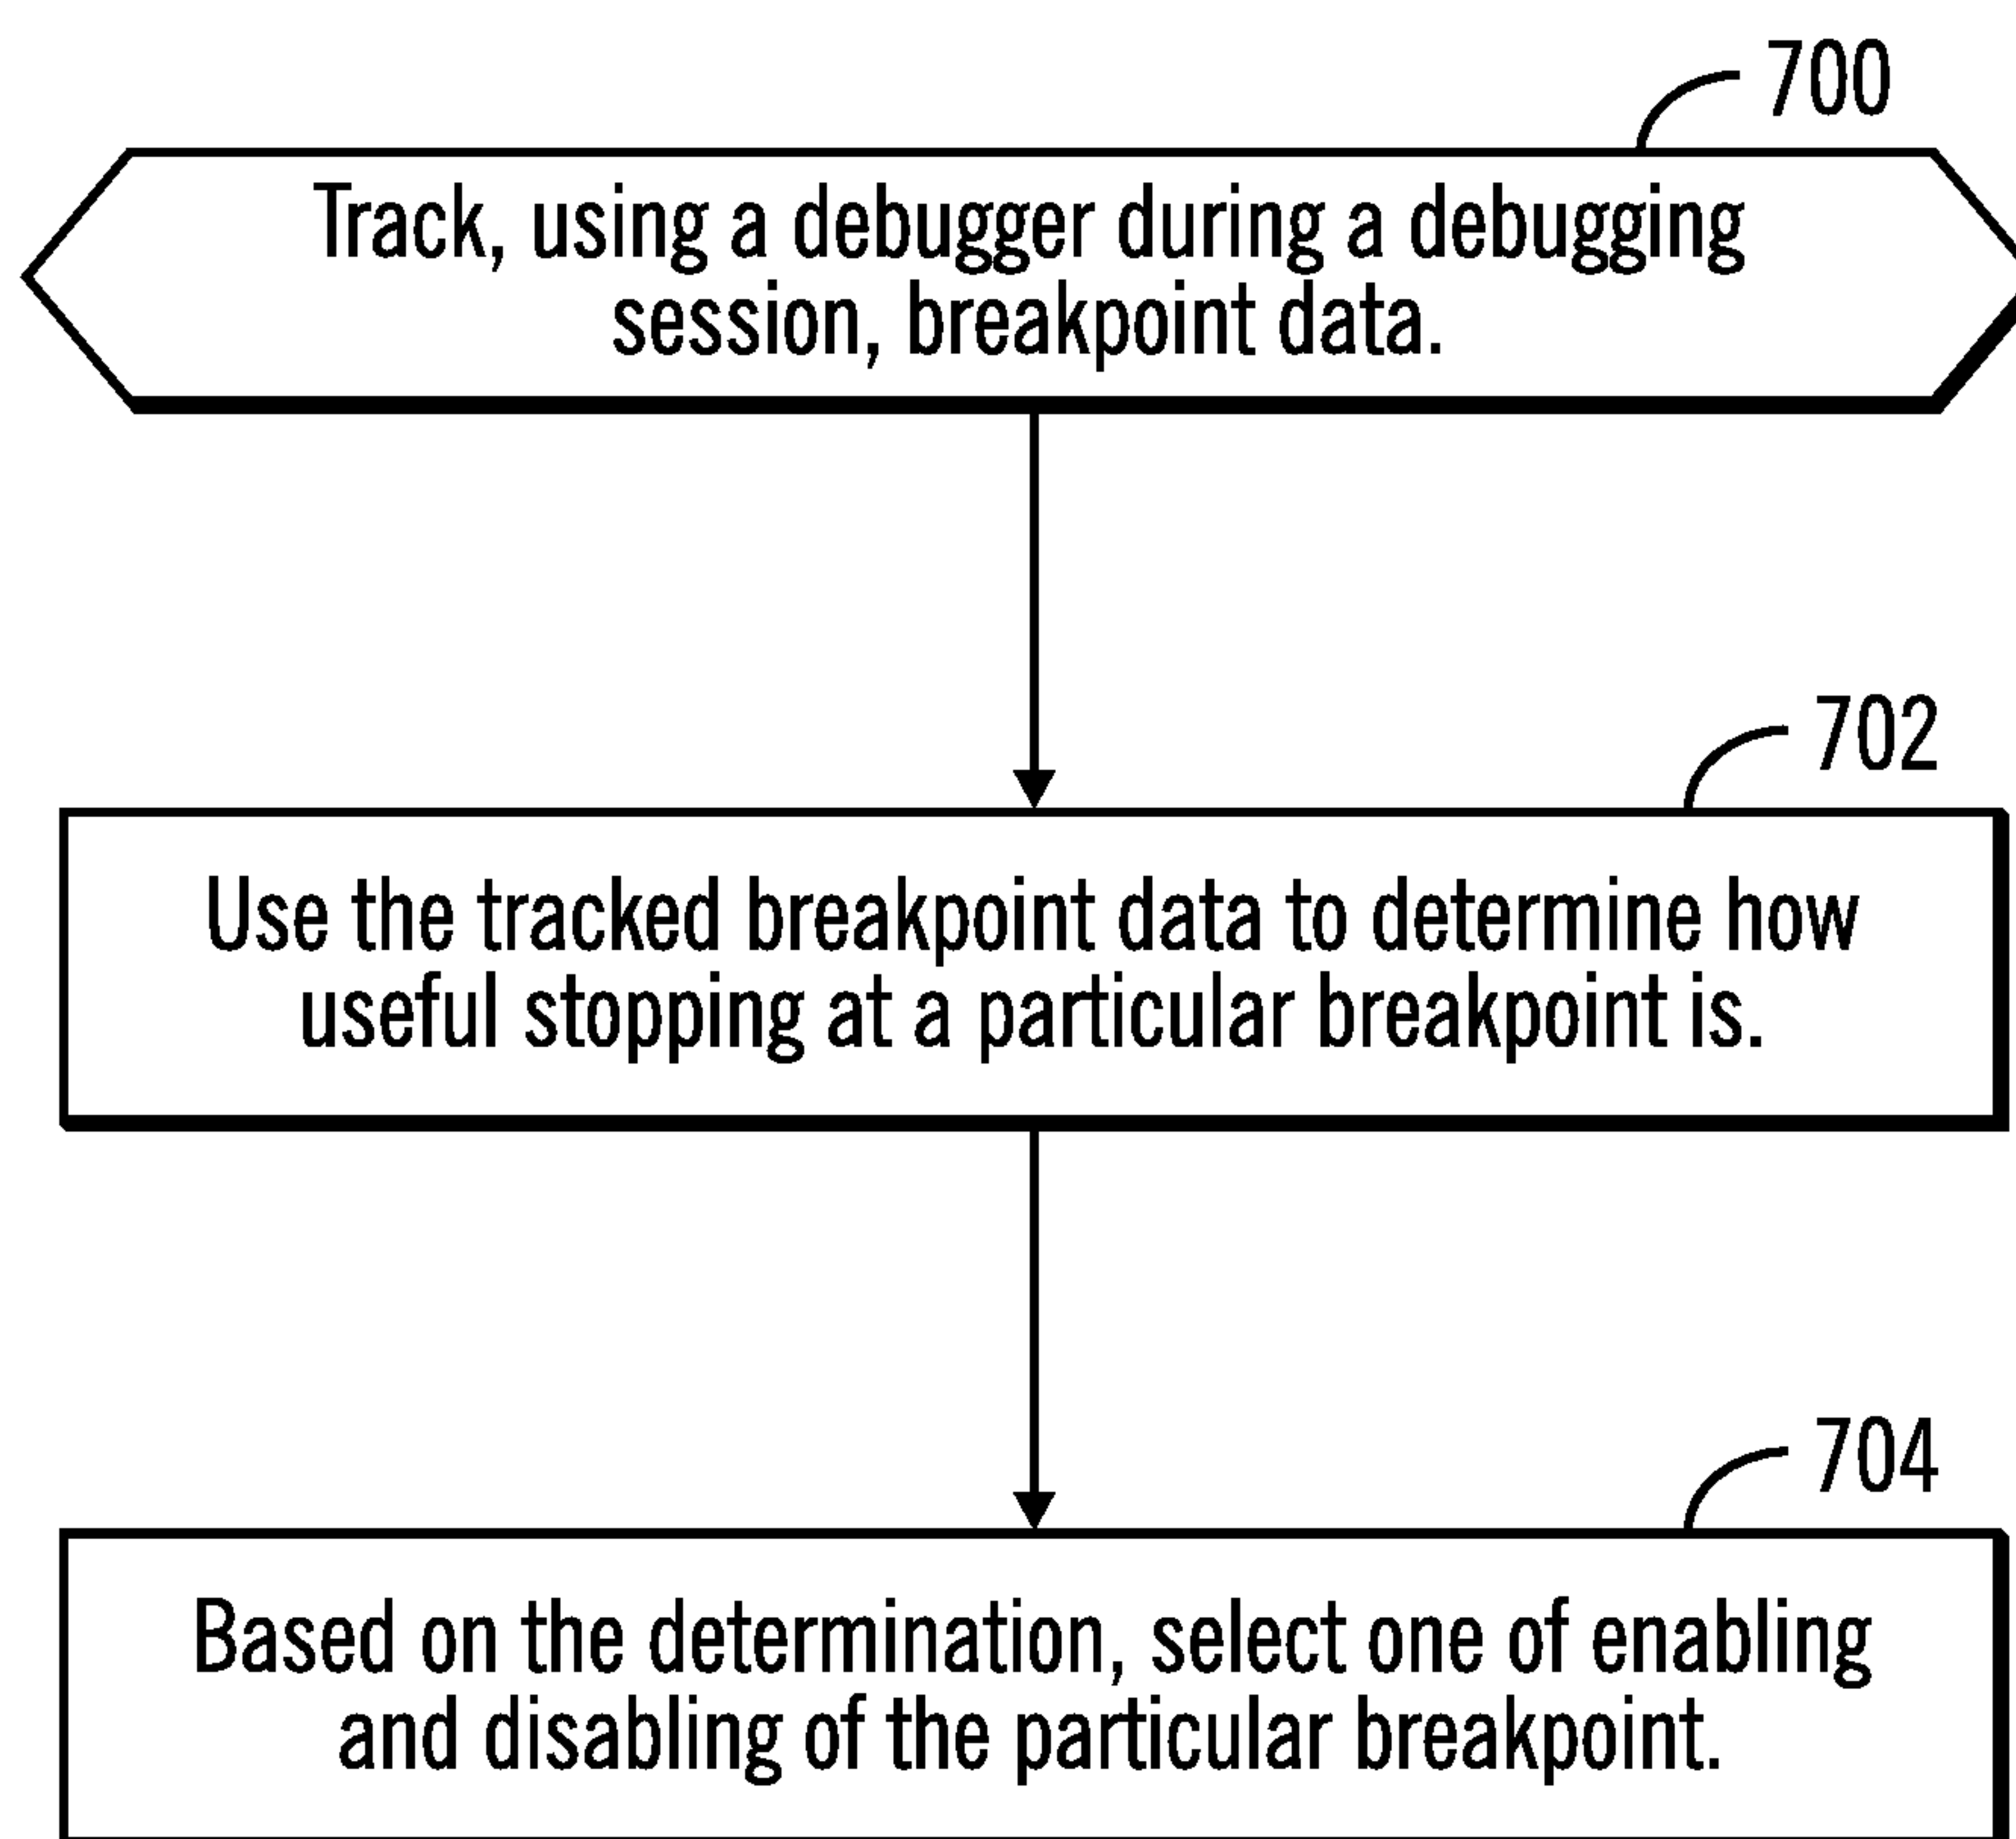 700
Track, using a debugger during a debugging
session, breakpoint data.
702
Use the tracked breakpoint data to determine how
useful stopping at a particular breakpoint is.
704
Based on the determination, select one of enabling
and disabling of the particular breakpoint.